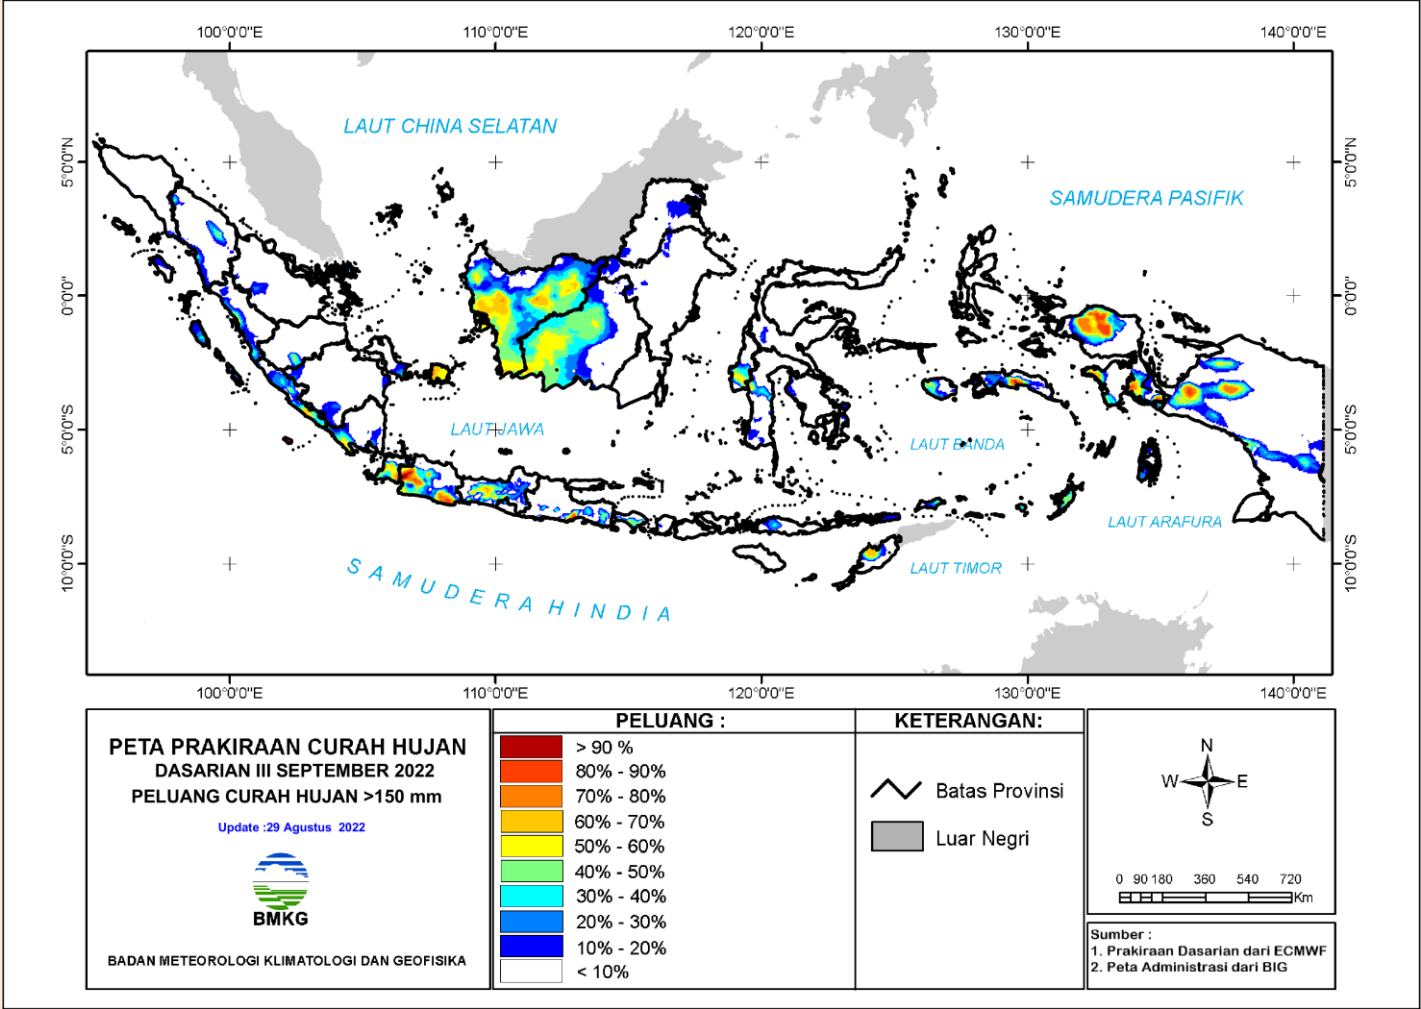 100°0'0"E 110°0'0"E 120°0'0"E 130°0'0"E 140°0'0"E
5°0'0"N 5°0'0"N
0°0'0" 0°0'0"
5°0'0"S 5°0'0"S
10°0'0"S 10°0'0"S
LAUT CHINA SELATAN
SAMUDERA PASIFIK
LAUT JAWA
LAUT BANDA
LAUT ARAFURA
LAUT TIMOR
SAMUDERA HINDIA
100°0'0"E 110°0'0"E 120°0'0"E 130°0'0"E 140°0'0"E
PETA PRAKIRAAN CURAH HUJAN
DASARIAN III SEPTEMBER 2022
PELUANG CURAH HUJAN >150 mm
Update :29 Agustus 2022
BMKG
BADAN METEOROLOGI KLIMATOLOGI DAN GEOFISIKA
PELUANG :
> 90 %
80% - 90%
70% - 80%
60% - 70%
50% - 60%
40% - 50%
30% - 40%
20% - 30%
10% - 20%
< 10%
KETERANGAN:
Batas Provinsi
Luar Negri
N
W E
S
0 90 180 360 540 720
Km
Sumber :
1. Prakiraan Dasarian dari ECMWF
2. Peta Administrasi dari BIG